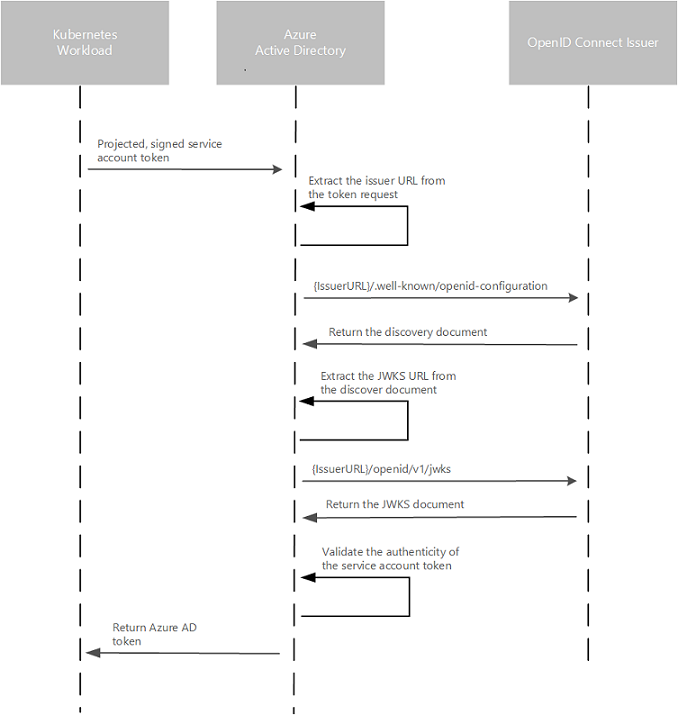 Kubernetes
Workload
Azure
Active Directory
OpenID Connect Issuer
Projected, signed service
account token
Extract the issuer URL from
the token request
{IssuerURL}/.well-known/openid-configuration
Return the discovery document
Extract the JWKS URL from
the discover document
{IssuerURL}/openid/v1/jwks
Return the JWKS document
Validate the authenticity of
the service account token
Return Azure AD
token